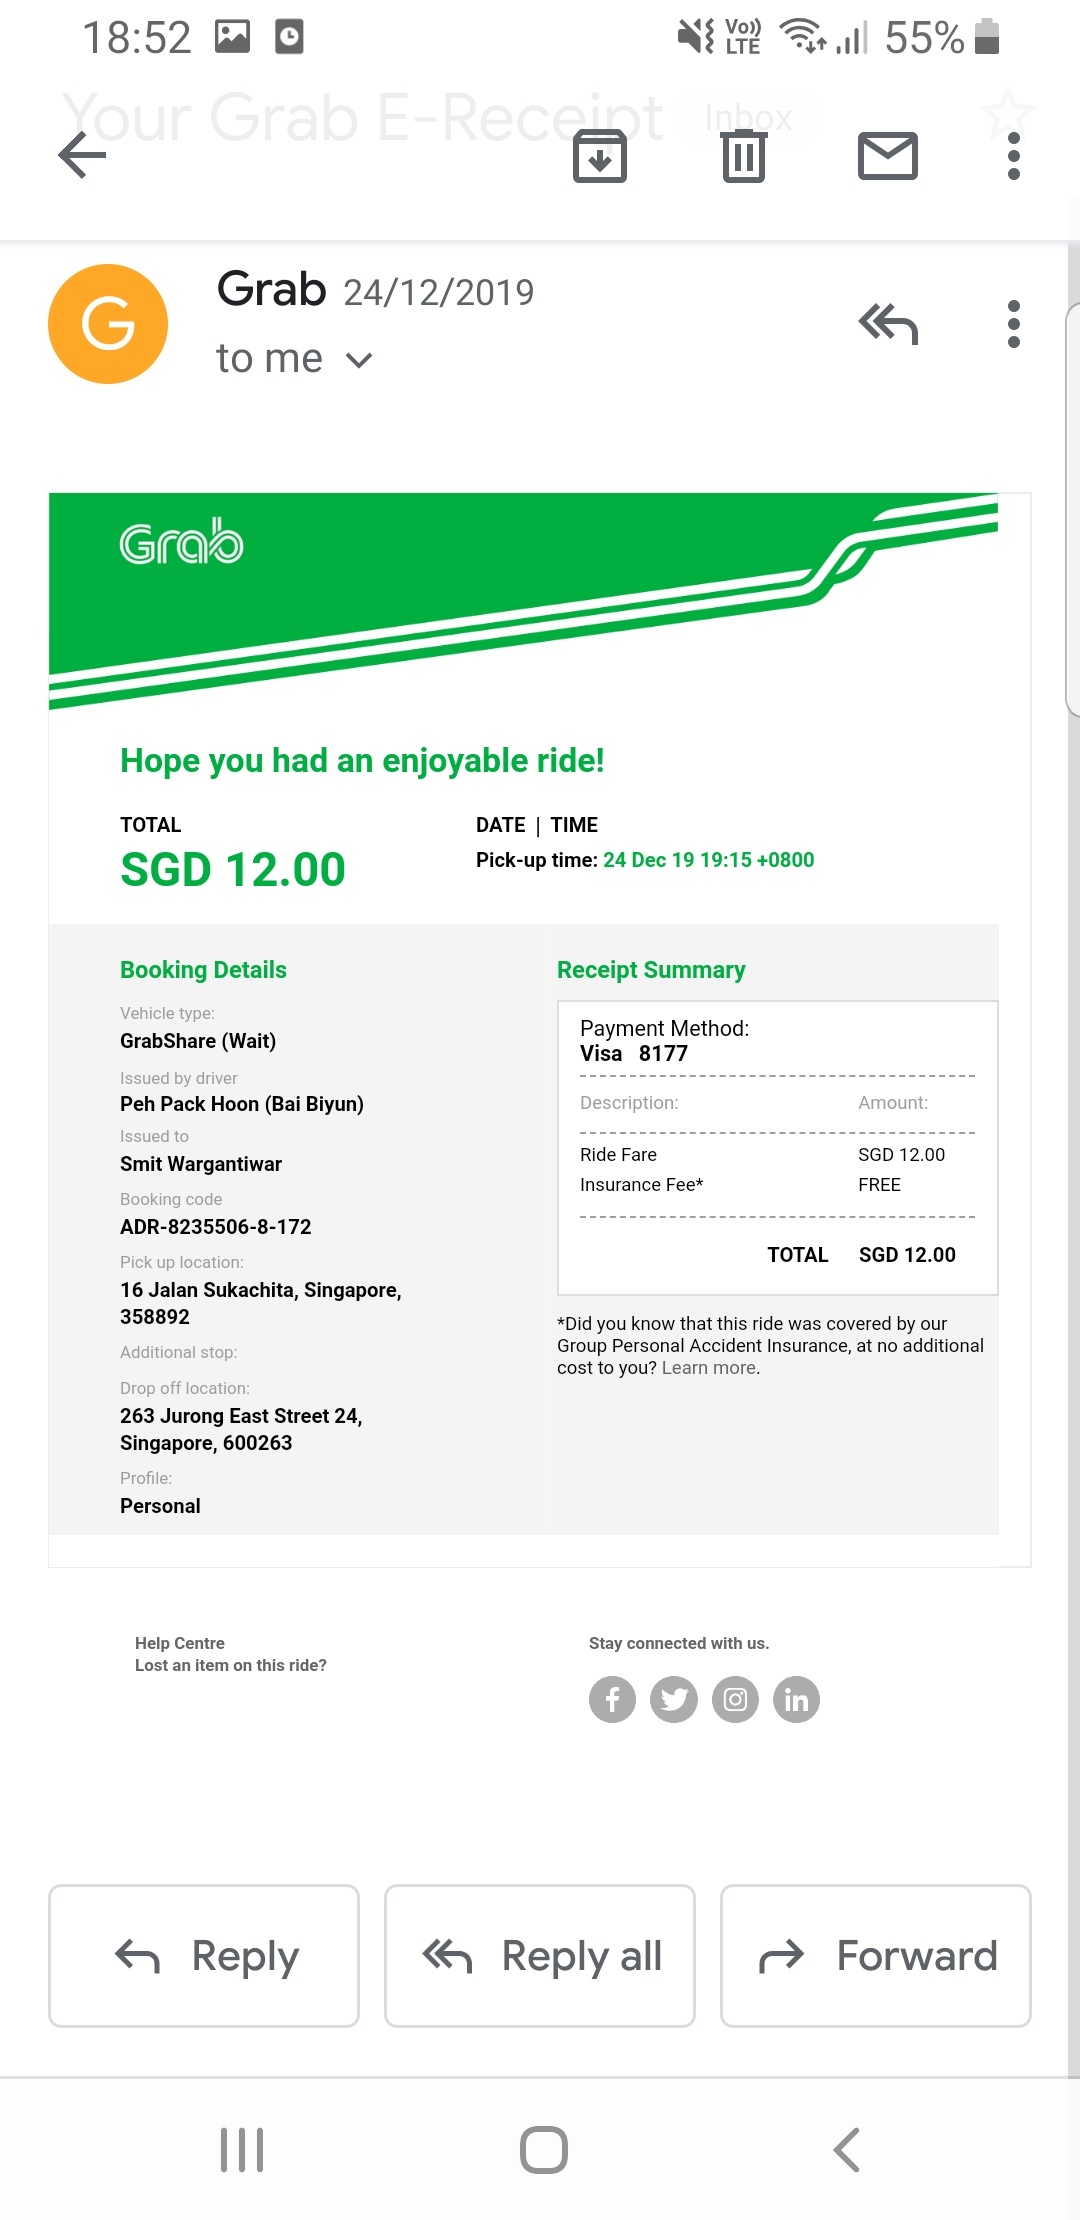 18:52 Vo)) LTE 55%
Your Grab E-Receipt Inbox
G
Grab 24/12/2019
to me
Grab
Hope you had an enjoyable ride!
TOTAL
SGD 12.00
DATE | TIME
Pick-up time: 24 Dec 19 19:15 +0800
Booking Details
Vehicle type:
GrabShare (Wait)
Issued by driver
Peh Pack Hoon (Bai Biyun)
Issued to
Smit Wargantiwar
Booking code
ADR-8235506-8-172
Pick up location:
16 Jalan Sukachita, Singapore,
358892
Additional stop:
Drop off location:
263 Jurong East Street 24,
Singapore, 600263
Profile:
Personal
Receipt Summary
Payment Method:
Visa 8177
Description: Amount:
Ride Fare SGD 12.00
Insurance Fee* FREE
TOTAL SGD 12.00
*Did you know that this ride was covered by our
Group Personal Accident Insurance, at no additional
cost to you? Learn more.
Help Centre
Lost an item on this ride?
Stay connected with us.
Reply
Reply all
Forward